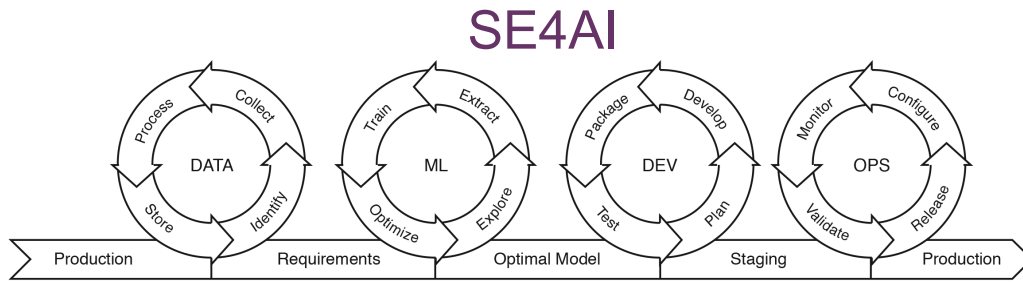 SE4AI
Process
Collect
DATA
Store
Identify
Train
Extract
ML
Optimize
Explore
Package
Develop
DEV
Test
Plan
Monitor
Configure
OPS
Validate
Release
Production
Requirements
Optimal Model
Staging
Production